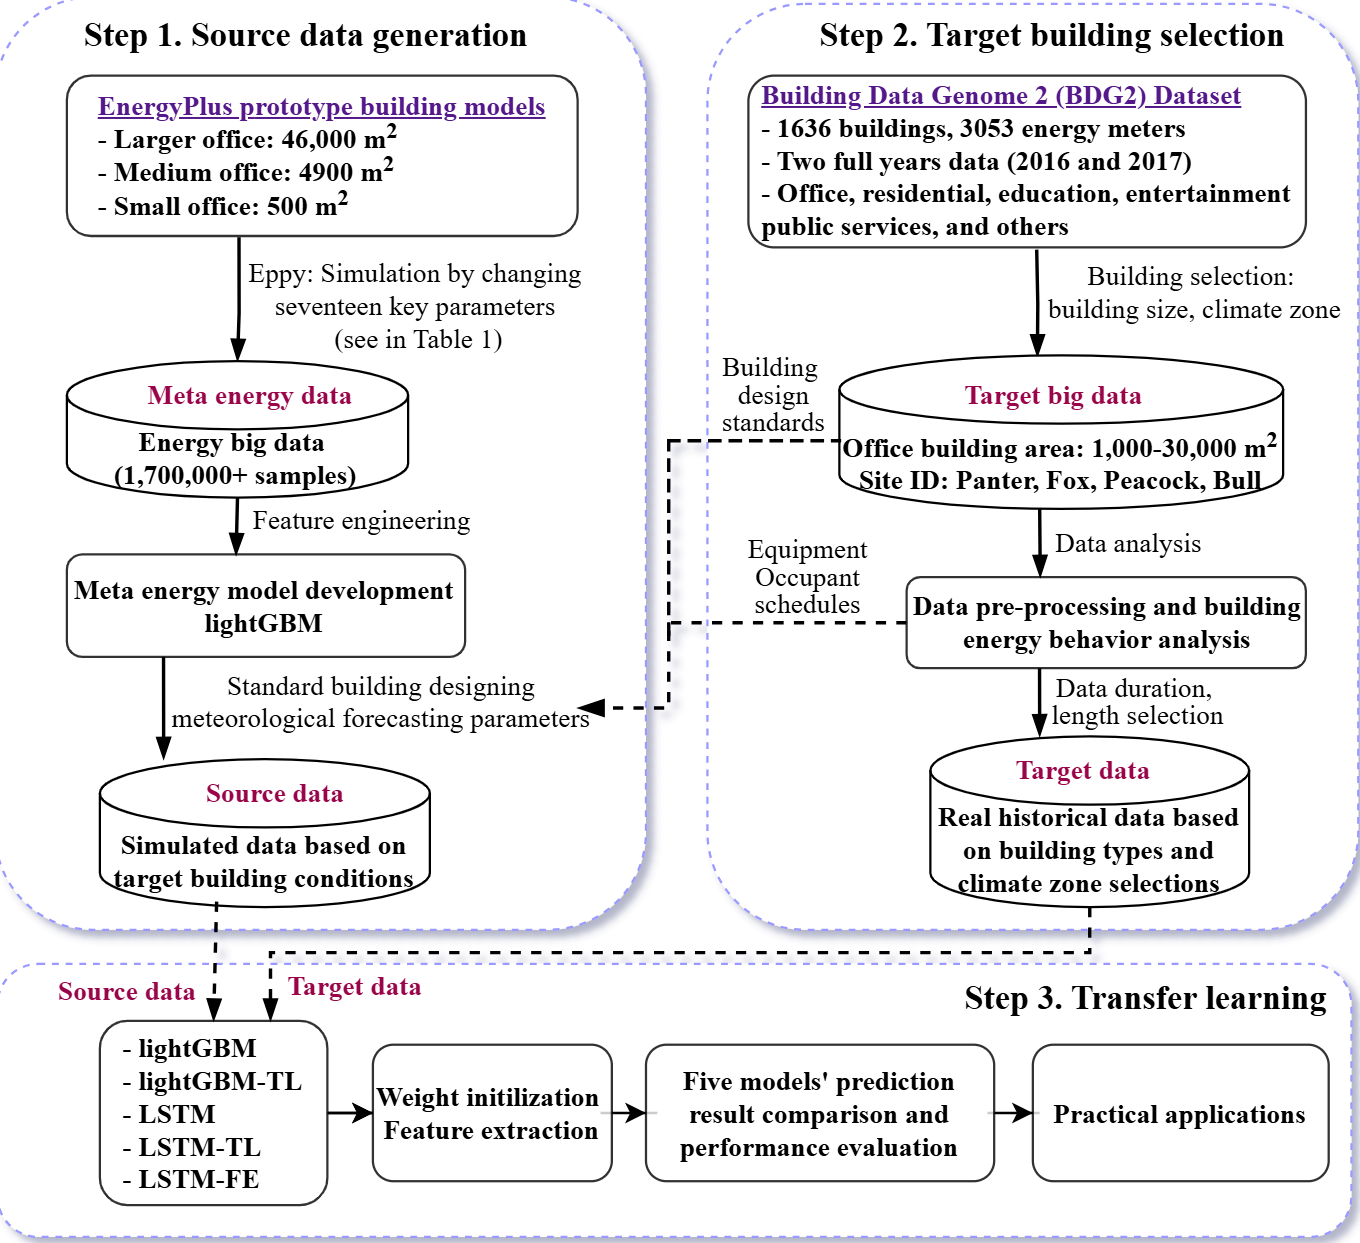 Step 1. Source data generation
EnergyPlus prototype building models
- Larger office: 46,000 m²
- Medium office: 4900 m²
- Small office: 500 m²
Eppy: Simulation by changing
seventeen key parameters
(see in Table 1)
Meta energy data
Energy big data
(1,700,000+ samples)
Feature engineering
Meta energy model development
lightGBM
Standard building designing
meteorological forecasting parameters
Source data
Simulated data based on
target building conditions
Step 2. Target building selection
Building Data Genome 2 (BDG2) Dataset
- 1636 buildings, 3053 energy meters
- Two full years data (2016 and 2017)
- Office, residential, education, entertainment
public services, and others
Building selection:
building size, climate zone
Building
design
standards
Target big data
Office building area: 1,000-30,000 m²
Site ID: Panter, Fox, Peacock, Bull
Data analysis
Equipment
Occupant
schedules
Data pre-processing and building
energy behavior analysis
Data duration,
length selection
Target data
Real historical data based
on building types and
climate zone selections
Step 3. Transfer learning
Source data
Target data
- lightGBM
- lightGBM-TL
- LSTM
- LSTM-TL
- LSTM-FE
Weight initilization
Feature extraction
Five models' prediction
result comparison and
performance evaluation
Practical applications